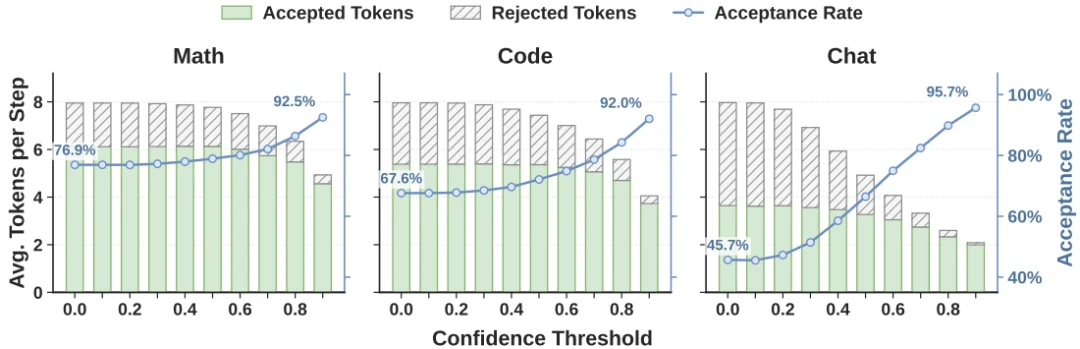 Accepted Tokens Rejected Tokens Acceptance Rate
Math Code Chat
Avg. Tokens per Step
8
6
4
2
0
76.9%
92.5%
67.6%
92.0%
45.7%
95.7%
100%
80%
60%
40%
Acceptance Rate
0.0 0.2 0.4 0.6 0.8 0.0 0.2 0.4 0.6 0.8 0.0 0.2 0.4 0.6 0.8
Confidence Threshold